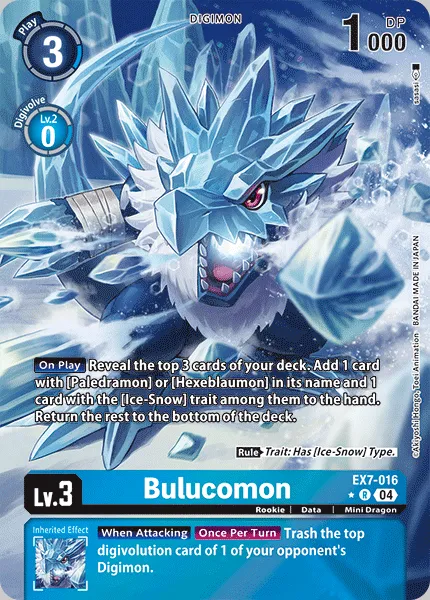 DIGIMON
Play
3
1000
DP
Digivolve
Lv.2
0
sasasi
©Akiyoshi Hongo, Toei Animation BANDAI MADE IN JAPAN
On Play Reveal the top 3 cards of your deck. Add 1 card
with [Paledramon] or [Hexeblaumon] in its name and 1
card with the [Ice-Snow] trait among them to the hand.
Return the rest to the bottom of the deck.
Rule Trait: Has [Ice-Snow] Type.
Lv.3
Bulucomon
EX7-016
R 04
Rookie | Data | Mini Dragon
Inherited Effect
When Attacking Once Per Turn Trash the
top digivolution card of 1 of your opponent's
Digimon.